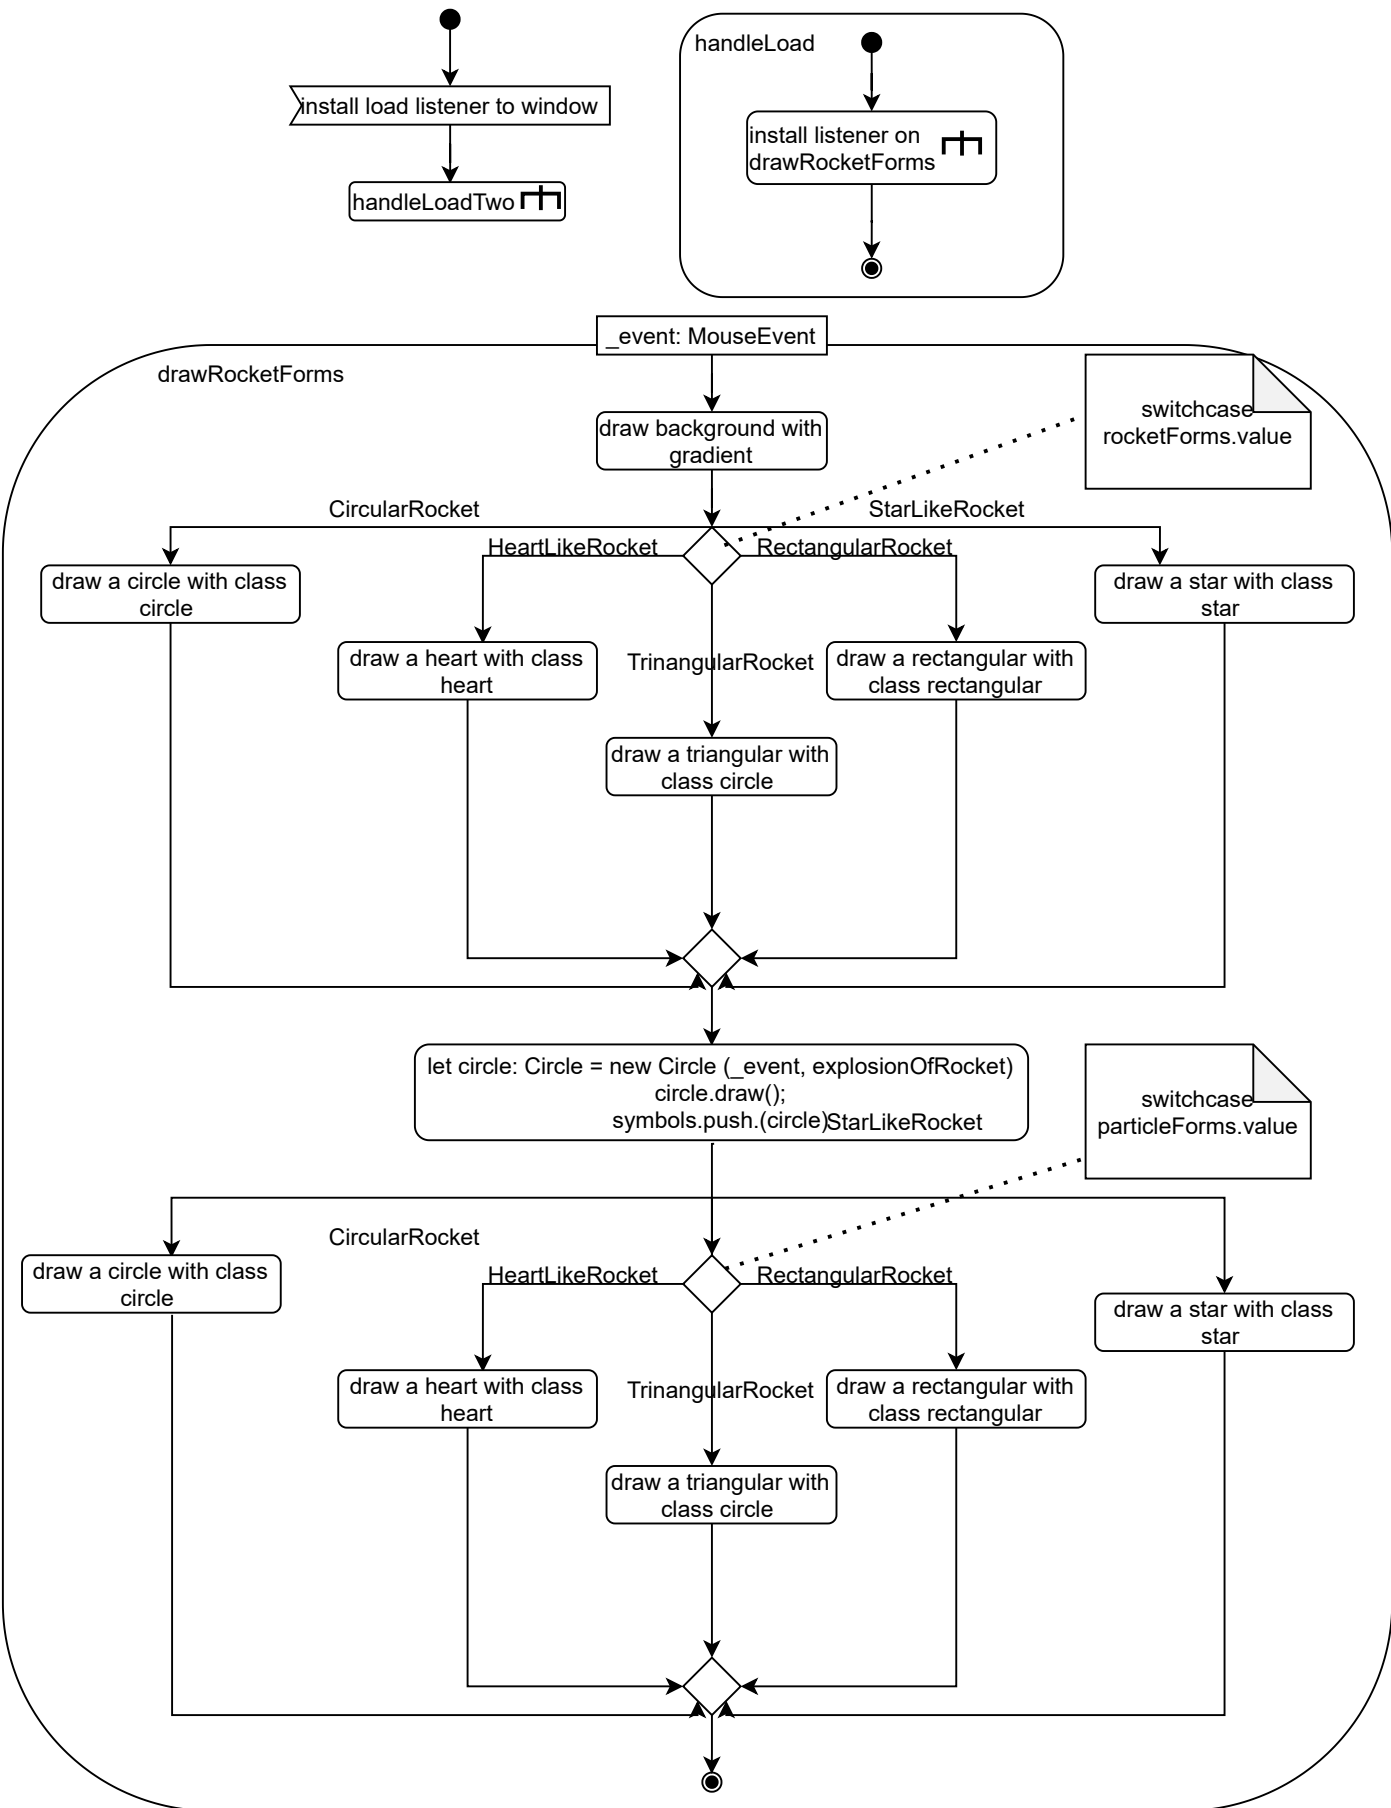 handleLoad
install load listener to window
install listener on
drawRocketForms
handleLoadTwo
_event: MouseEvent
drawRocketForms
switchcase
rocketForms.value
draw background with
gradient
CircularRocket
StarLikeRocket
HeartLikeRocket
RectangularRocket
draw a circle with class
circle
draw a star with class
star
draw a heart with class
heart
TrinangularRocket
draw a rectangular with
class rectangular
draw a triangular with
class circle
let circle: Circle = new Circle (_event, explosionOfRocket)
circle.draw();
symbols.push.(circle)
StarLikeRocket
switchcase
particleForms.value
CircularRocket
HeartLikeRocket
RectangularRocket
draw a circle with class
circle
draw a star with class
star
draw a heart with class
heart
TrinangularRocket
draw a rectangular with
class rectangular
draw a triangular with
class circle